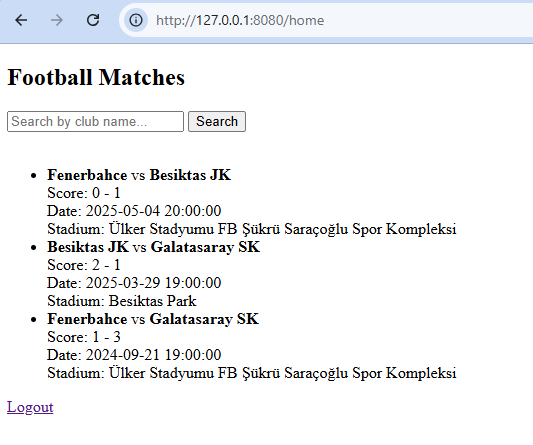 http://127.0.0.1:8080/home
Football Matches
Search by club name... Search
Fenerbahce vs Besiktas JK
Score: 0 - 1
Date: 2025-05-04 20:00:00
Stadium: Ülker Stadyumu FB Şükrü Saraçoğlu Spor Kompleksi
Besiktas JK vs Galatasaray SK
Score: 2 - 1
Date: 2025-03-29 19:00:00
Stadium: Besiktas Park
Fenerbahce vs Galatasaray SK
Score: 1 - 3
Date: 2024-09-21 19:00:00
Stadium: Ülker Stadyumu FB Şükrü Saraçoğlu Spor Kompleksi
Logout